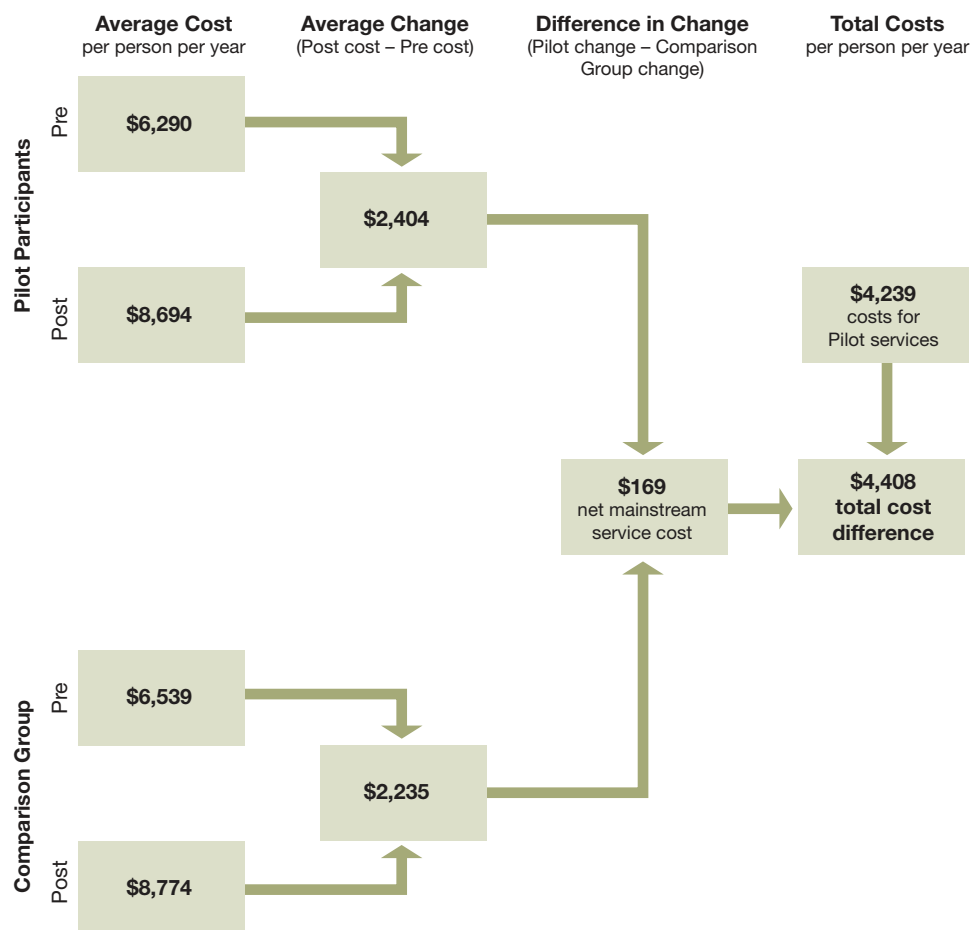 Average Cost
per person per year
Average Change
(Post cost – Pre cost)
Difference in Change
(Pilot change – Comparison
Group change)
Total Costs
per person per year
Pilot Participants
Pre
$6,290
$2,404
Post
$8,694
$4,239
costs for
Pilot services
$169
net mainstream
service cost
$4,408
total cost
difference
Comparison Group
Pre
$6,539
$2,235
Post
$8,774